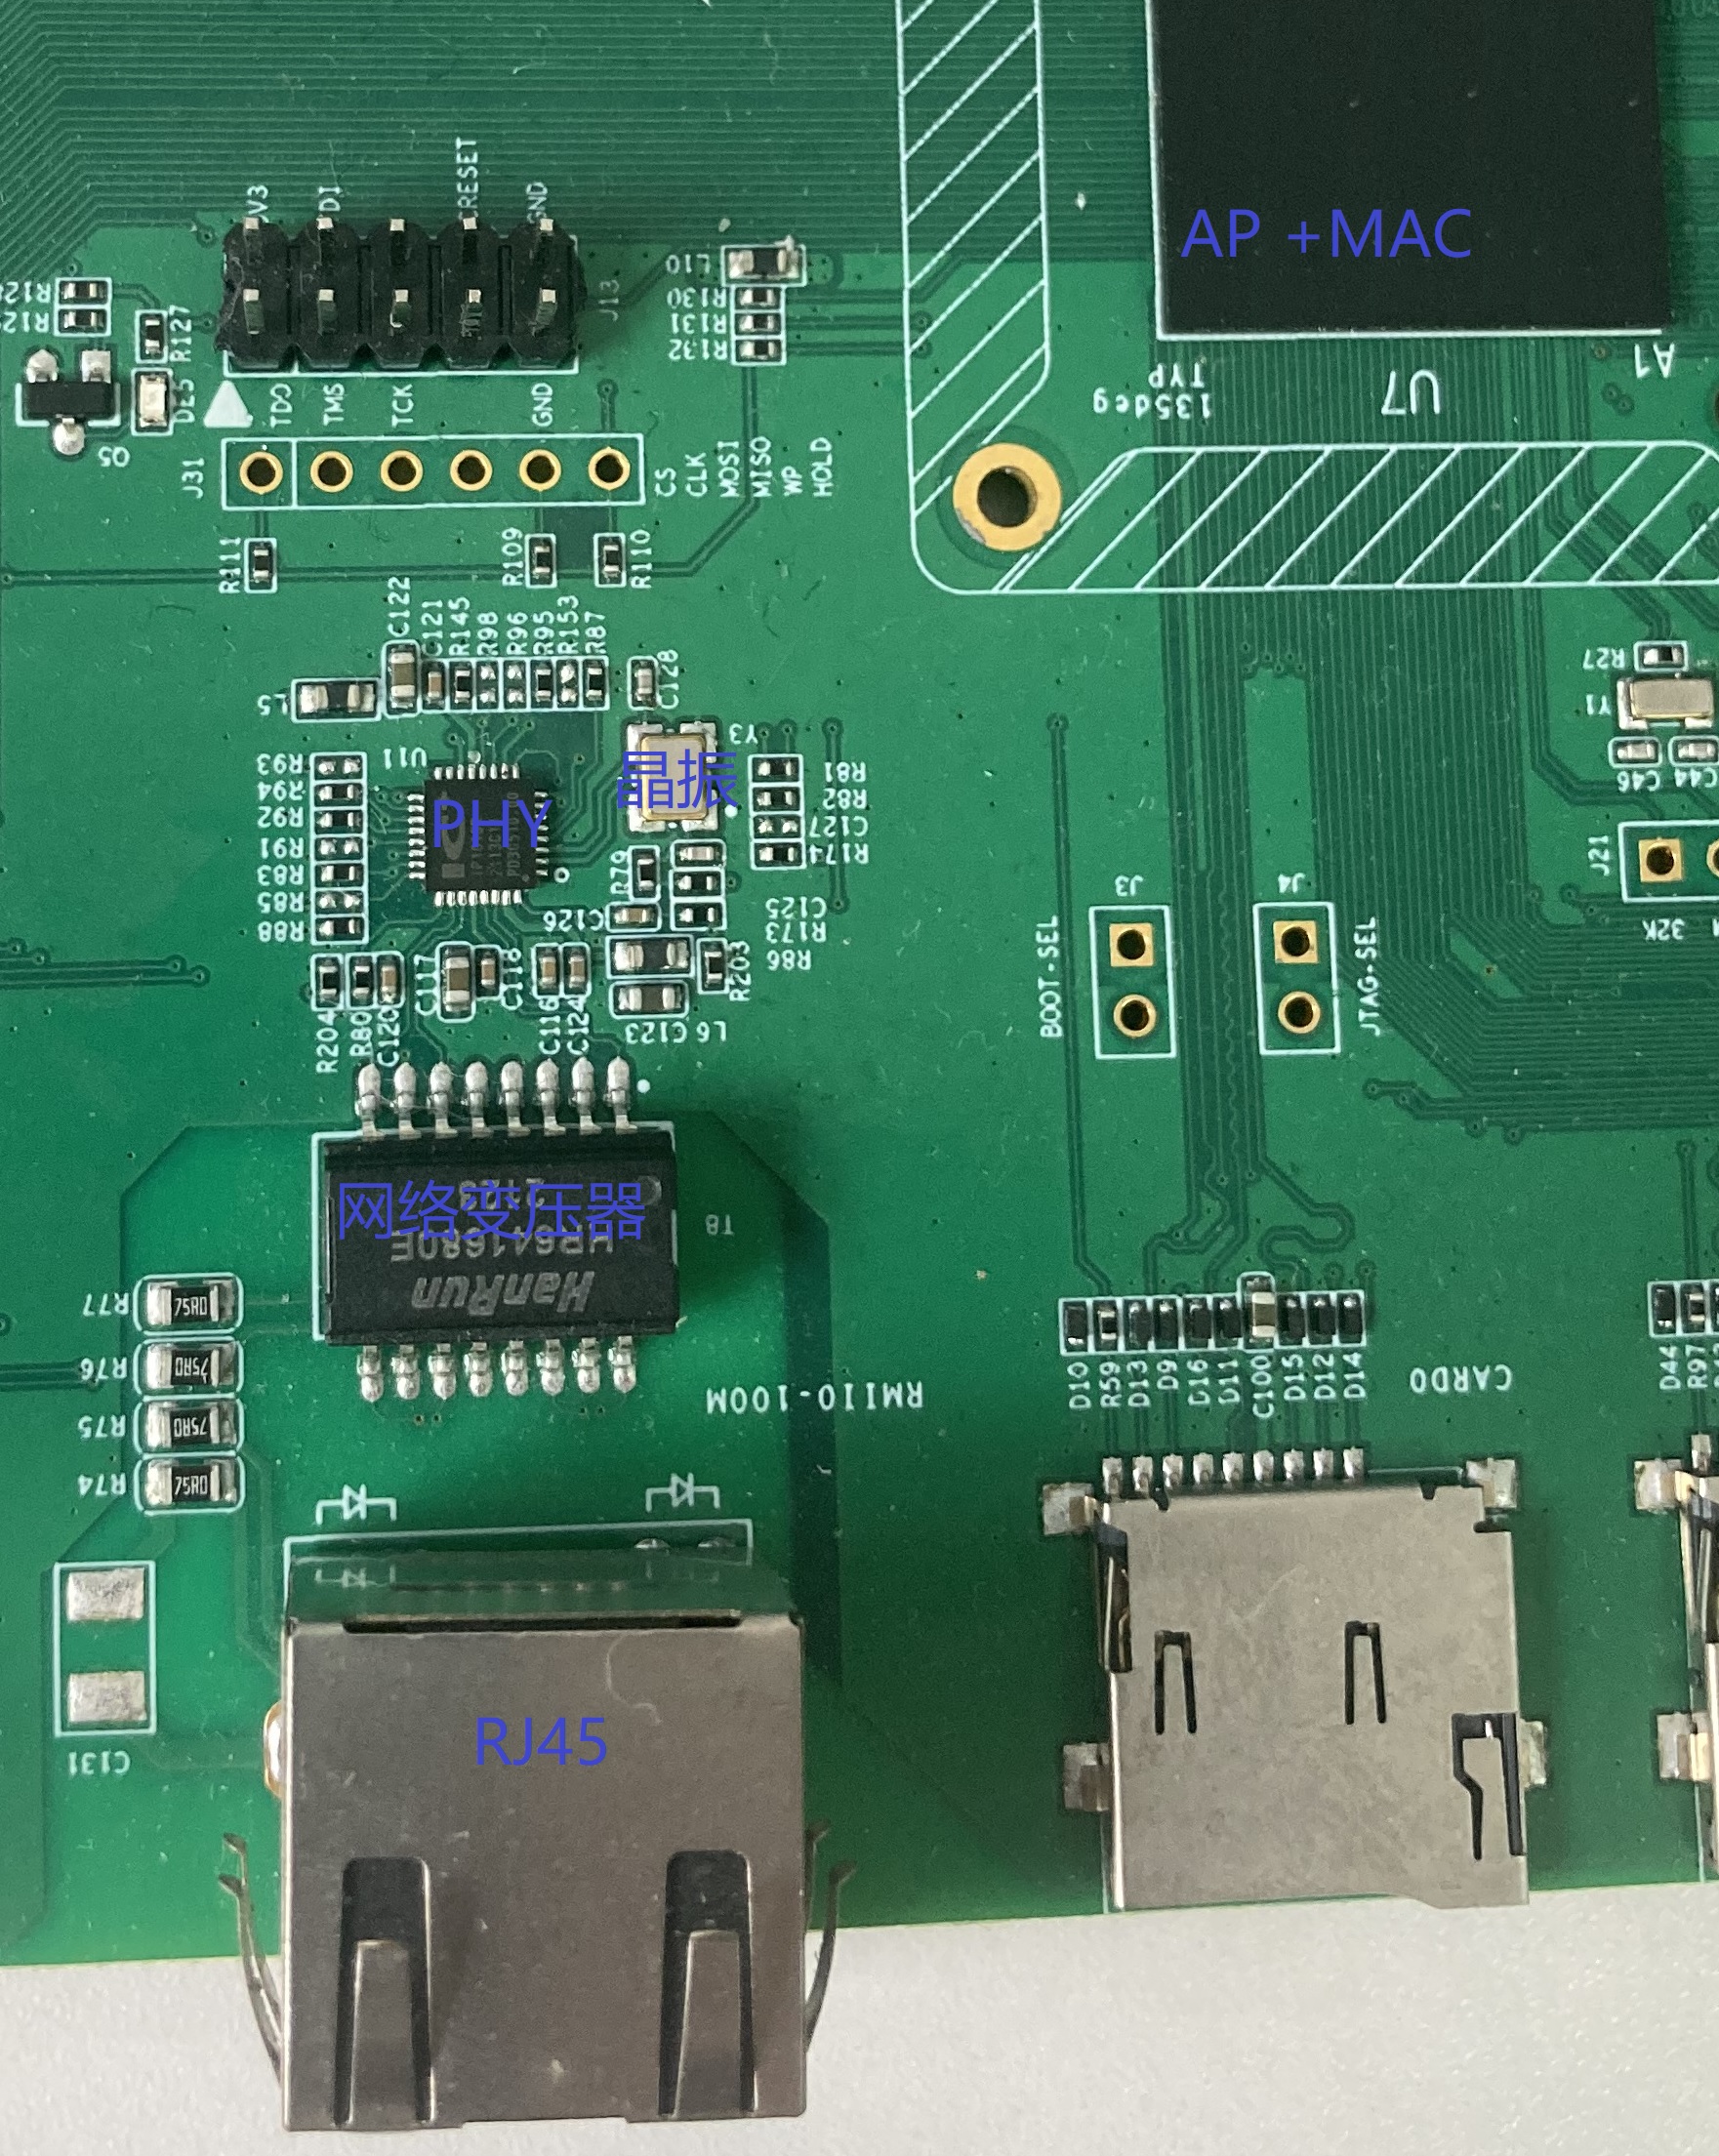 AP +MAC
RESET
GND
L10
R130
R131
R132
J13
R127
Q5
TDO
TMS
TCK
GND
135deg
TYP
U7
A1
J31
CS
CLK
MOSI
MISO
WP
HOLD
R111
R109
R110
C122
C121
R145
R98
R96
R95
R153
R87
C128
L5
R27
Y1
C46
C44
U11
Y3
晶振
PHY
R93
R94
R92
R91
R83
R85
R88
R81
R82
C127
R174
R79
C126
C125
R173
R86
R203
J21
32K
J3
J4
BOOT-SEL
JTAG-SEL
R204
R80
C120
C117
C118
C116
C124
C123
L6
网络变压器
HR641680E
HanRun
T8
R77
75R0
R76
75R0
R75
75R0
R74
75R0
RMII0-100M
D10
R59
D13
D9
D16
D11
C100
D15
D12
D14
CARD0
D44
R97
C131
RJ45